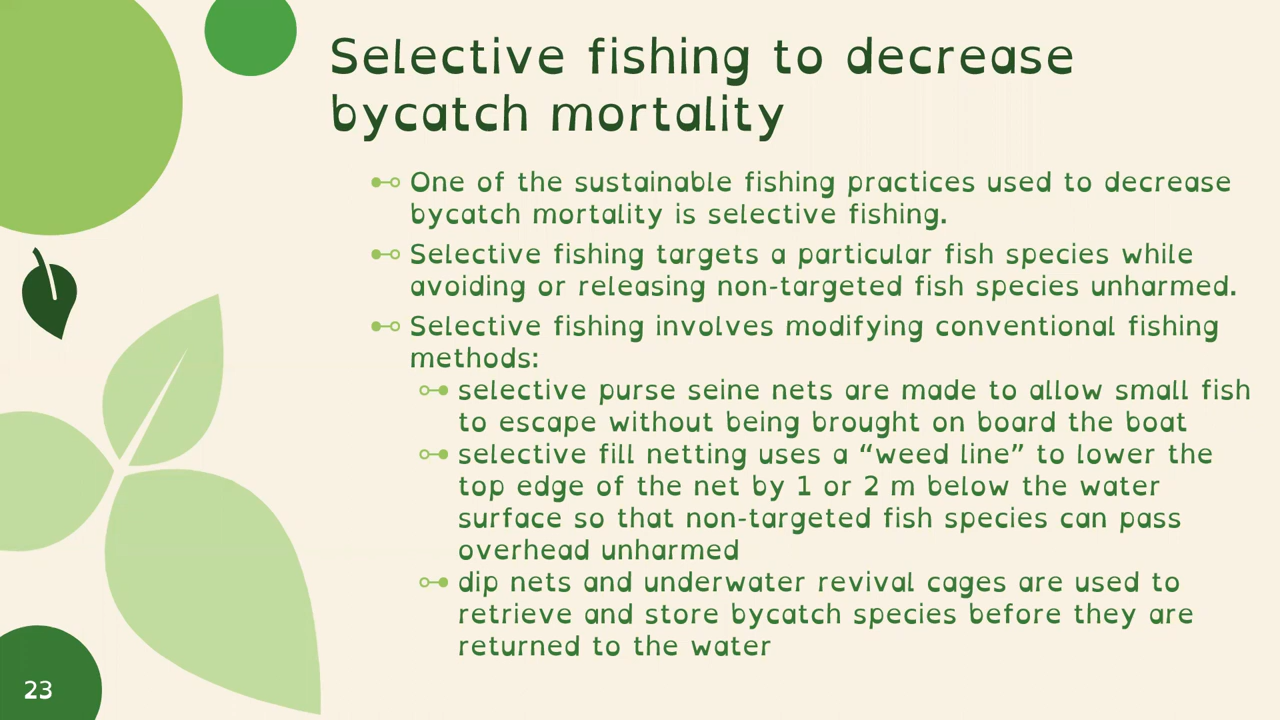 Selective fishing to decrease
bycatch mortality
One of the sustainable fishing practices used to decrease
bycatch mortality is selective fishing.
Selective fishing targets a particular fish species while
avoiding or releasing non-targeted fish species unharmed.
Selective fishing involves modifying conventional fishing
methods:
selective purse seine nets are made to allow small fish
to escape without being brought on board the boat
selective fill netting uses a “weed line” to lower the
top edge of the net by 1 or 2 m below the water
surface so that non-targeted fish species can pass
overhead unharmed
dip nets and underwater revival cages are used to
retrieve and store bycatch species before they are
returned to the water
23